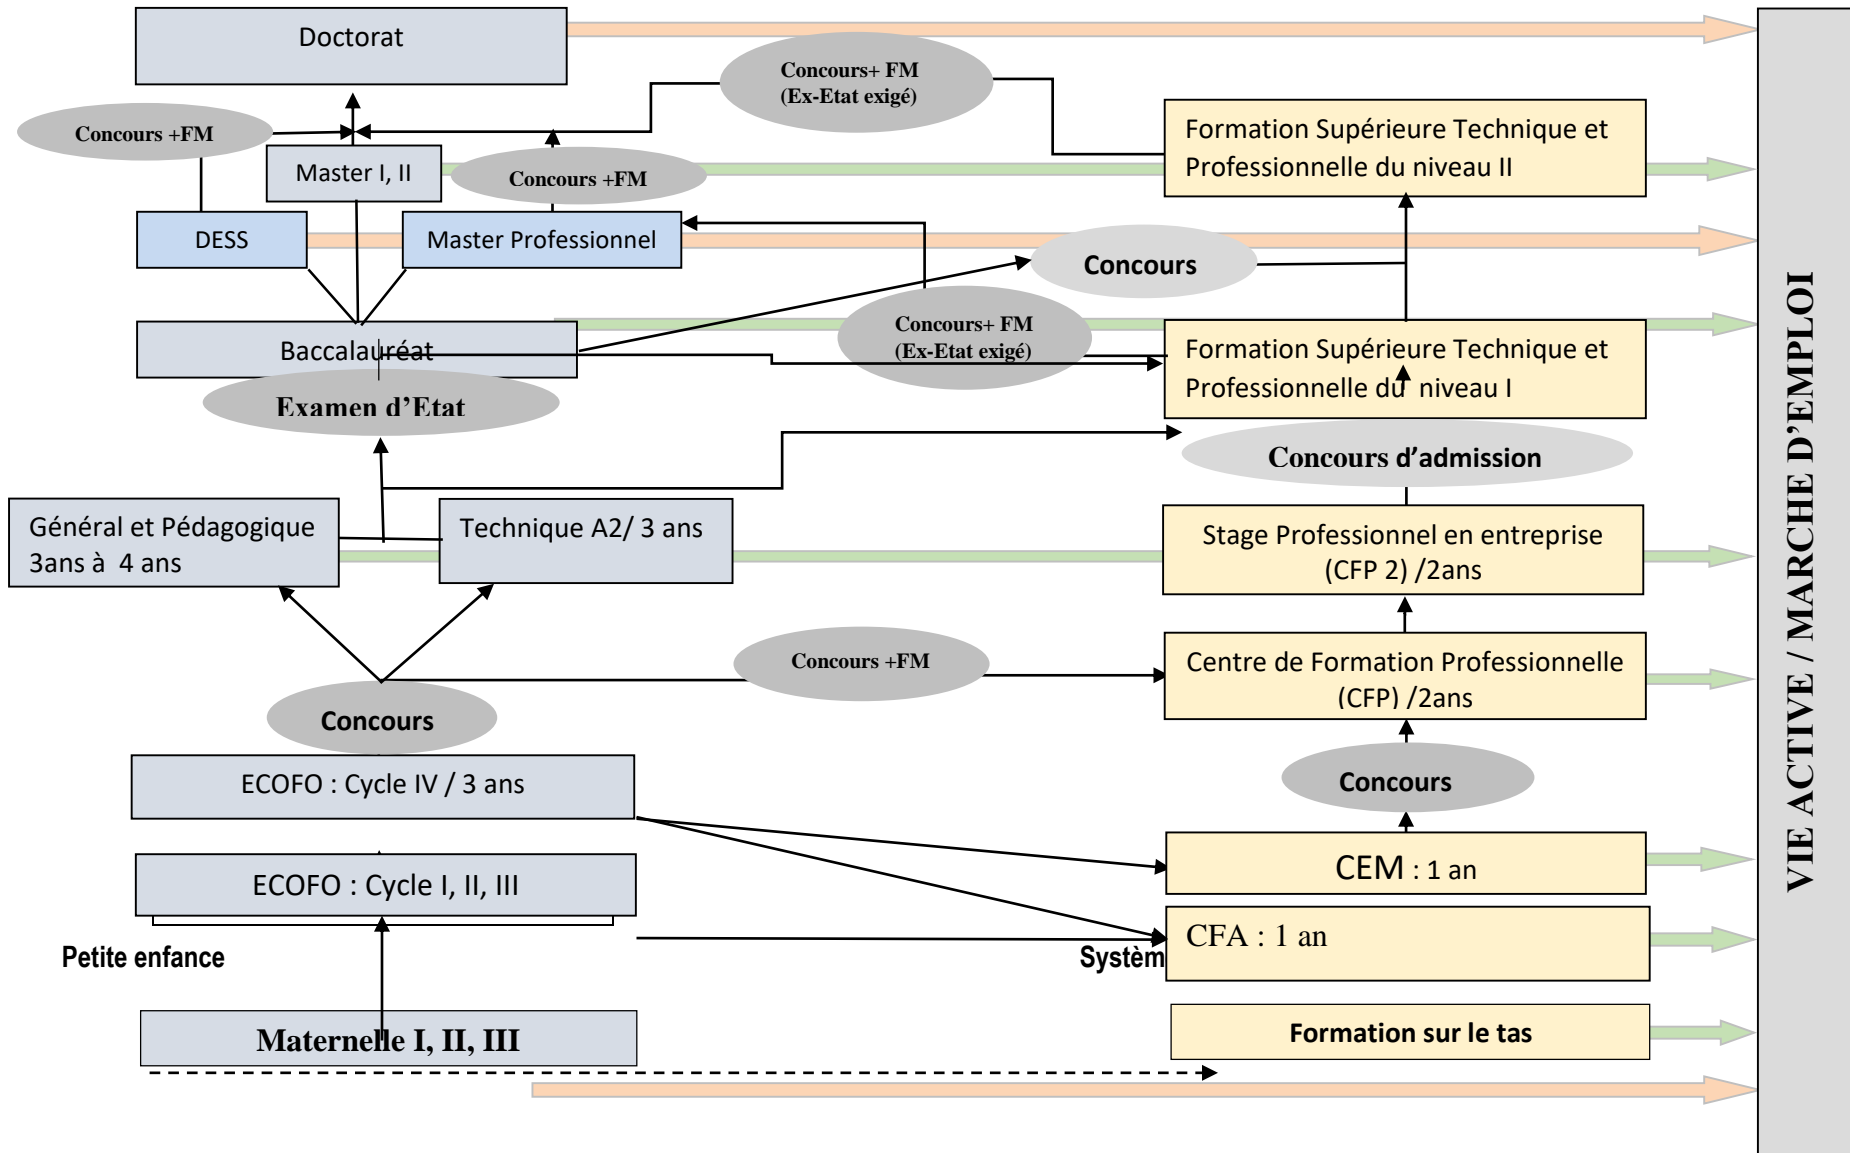 Doctorat
Concours+ FM
(Ex-Etat exigé)
Concours +FM
Formation Supérieure Technique et
Professionnelle du niveau II
Master I, II
Concours +FM
DESS
Master Professionnel
Concours
Concours+ FM
(Ex-Etat exigé)
Baccalauréat
Formation Supérieure Technique et
Professionnelle du niveau I
Examen d’Etat
Concours d’admission
Général et Pédagogique
3ans à 4 ans
Technique A2/ 3 ans
Stage Professionnel en entreprise
(CFP 2) /2ans
Concours +FM
Centre de Formation Professionnelle
(CFP) /2ans
Concours
ECOFO : Cycle IV / 3 ans
Concours
ECOFO : Cycle I, II, III
CEM : 1 an
CFA : 1 an
Petite enfance
Systèm
Maternelle I, II, III
Formation sur le tas
VIE ACTIVE / MARCHE D’EMPLOI